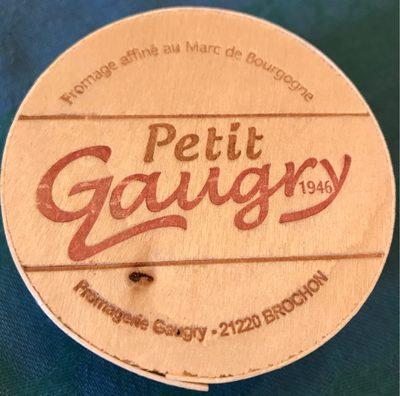 Fromage affiné au Marc de Bourgogne
Petit
Gaugry
1946
Fromagerie Gaugry - 21220 BROCHON